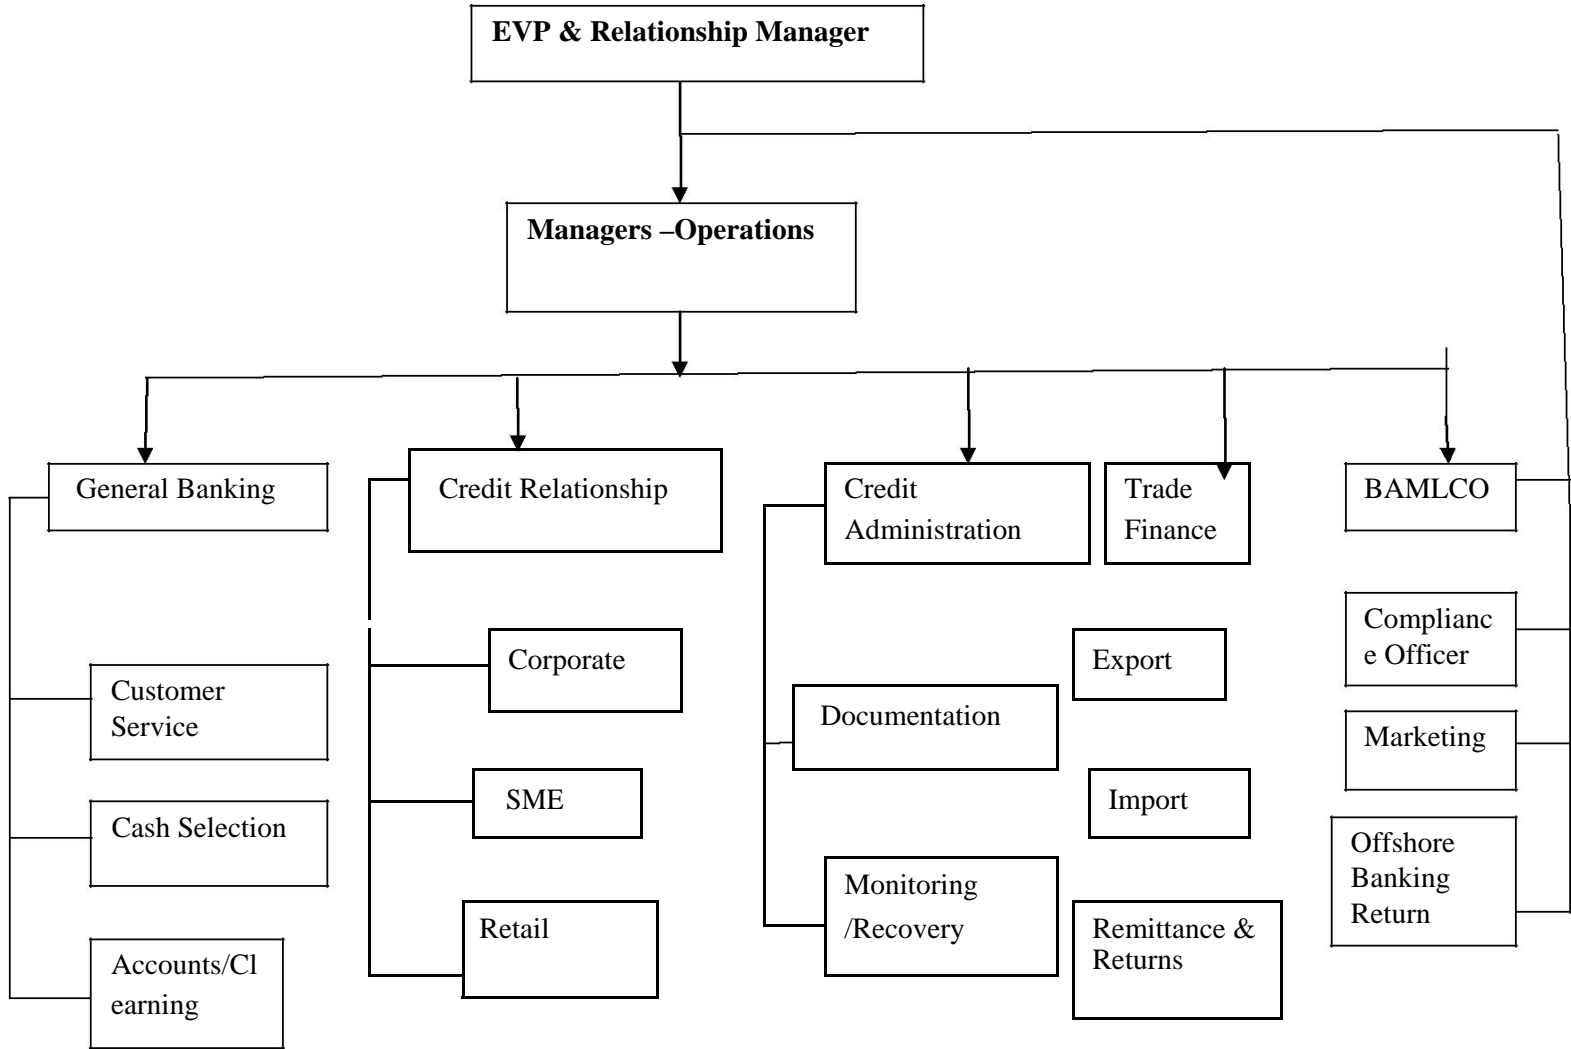 EVP & Relationship Manager
Managers –Operations
General Banking
Credit Relationship
Credit
Administration
Trade
Finance
BAMLCO
Customer
Service
Cash Selection
Accounts/Cl
earning
Corporate
SME
Retail
Documentation
Monitoring
/Recovery
Export
Import
Remittance &
Returns
Complianc
e Officer
Marketing
Offshore
Banking
Return